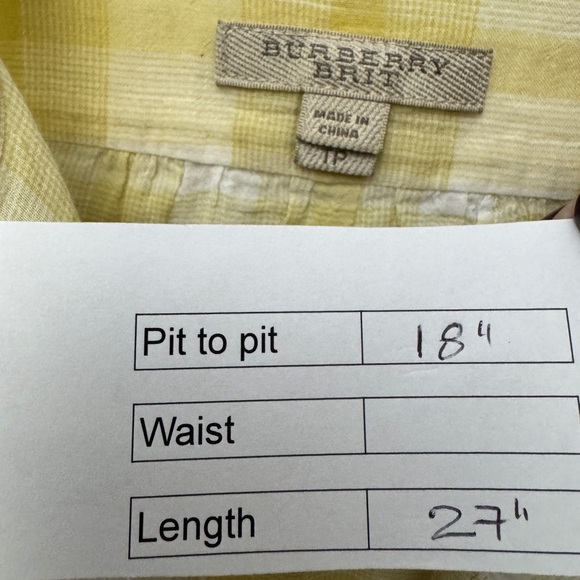 BURBERRY
BRIT
MADE IN
CHINA
1P
Pit to pit 18"
Waist
Length 27"